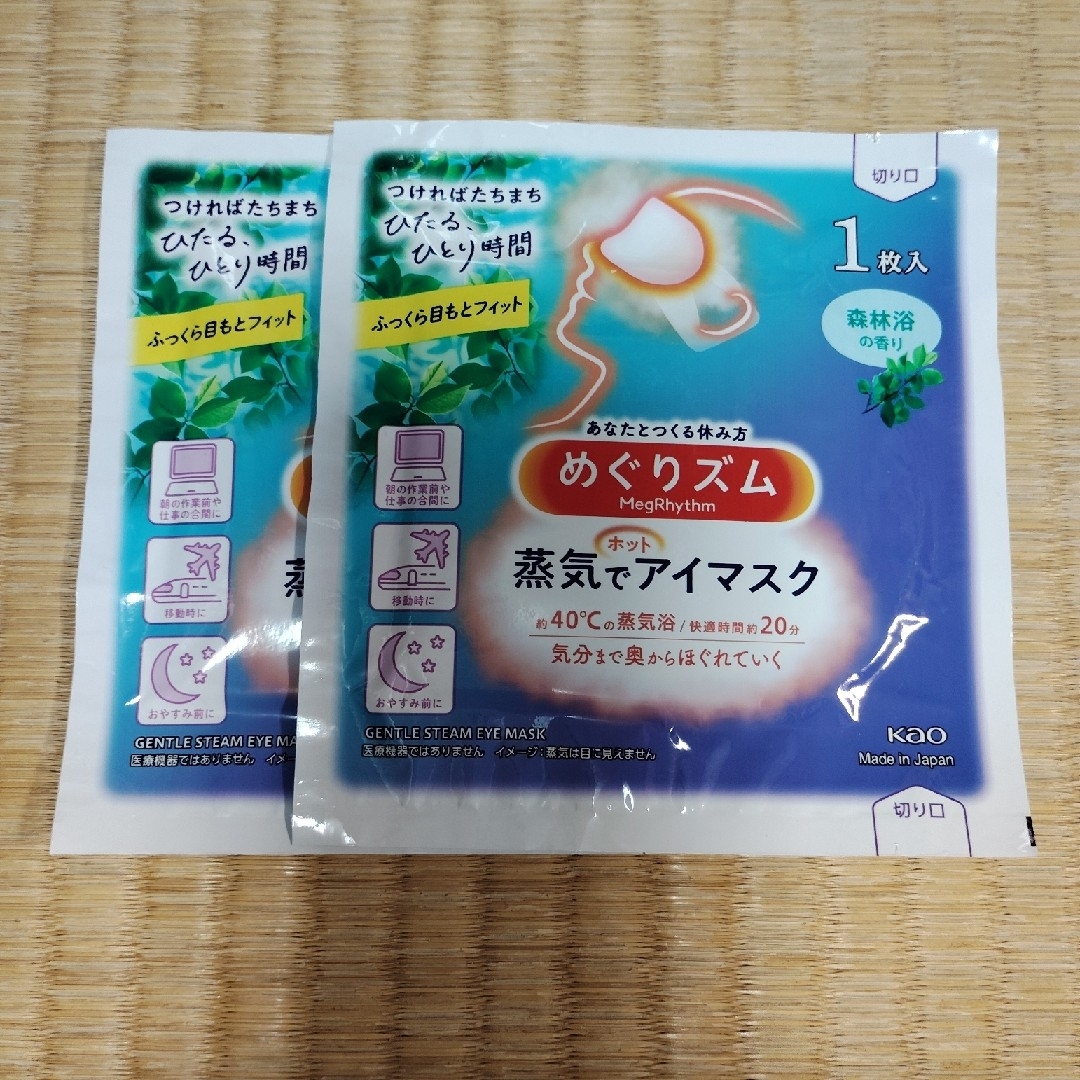 つければたちまち
ひたる、
ひとり時間
ふっくら目もとフィット
朝の作業前や
仕事の合間に
移動時に
おやすみ前に
蒸
GENTLE STEAM EYE MA
医療機器ではありません イメー
つければたちまち
ひたる、
ひとり時間
ふっくら目もとフィット
切り口
1枚入
森林浴
の香り
あなたとつくる休み方
めぐりズム
MegRhythm
ホット
蒸気でアイマスク
約40℃の蒸気浴/快適時間約20分
気分まで奥からほぐれていく
朝の作業前や
仕事の合間に
移動時に
おやすみ前に
GENTLE STEAM EYE MASK
医療機器ではありません イメージ:蒸気は目に見えません
Kao
Made in Japan
切り口